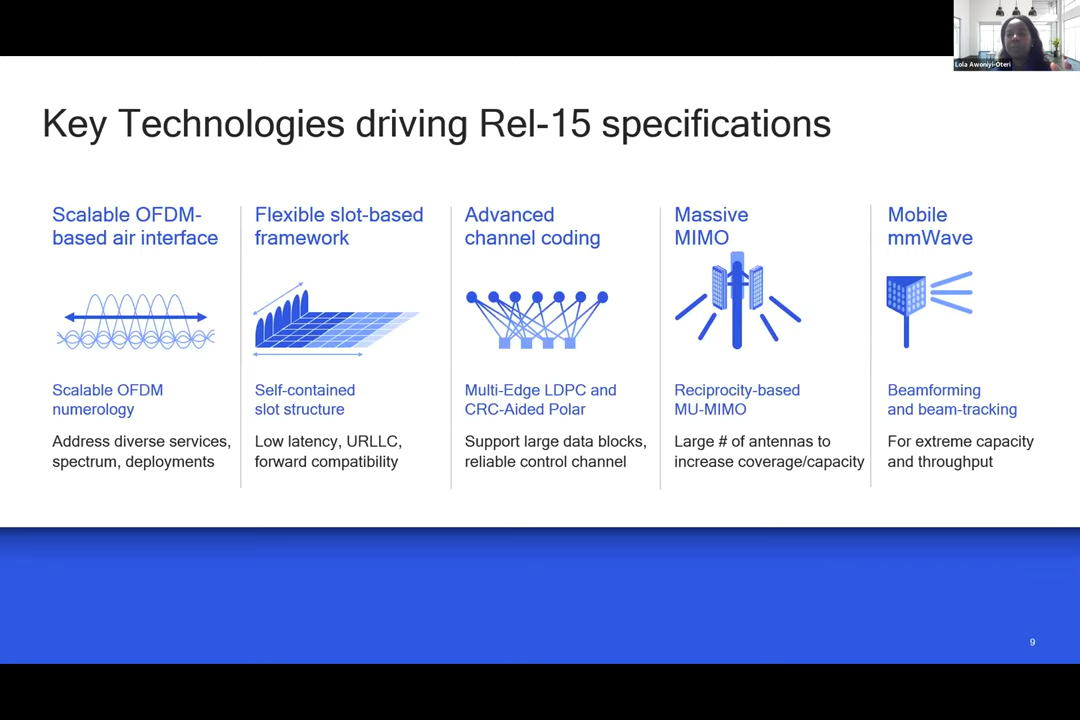 Lola Awoniyi-Oteri
Key Technologies driving Rel-15 specifications
Scalable OFDM-
based air interface
Scalable OFDM
numerology
Address diverse services,
spectrum, deployments
Flexible slot-based
framework
Self-contained
slot structure
Low latency, URLLC,
forward compatibility
Advanced
channel coding
Multi-Edge LDPC and
CRC-Aided Polar
Support large data blocks,
reliable control channel
Massive
MIMO
Reciprocity-based
MU-MIMO
Large # of antennas to
increase coverage/capacity
Mobile
mmWave
Beamforming
and beam-tracking
For extreme capacity
and throughput
9